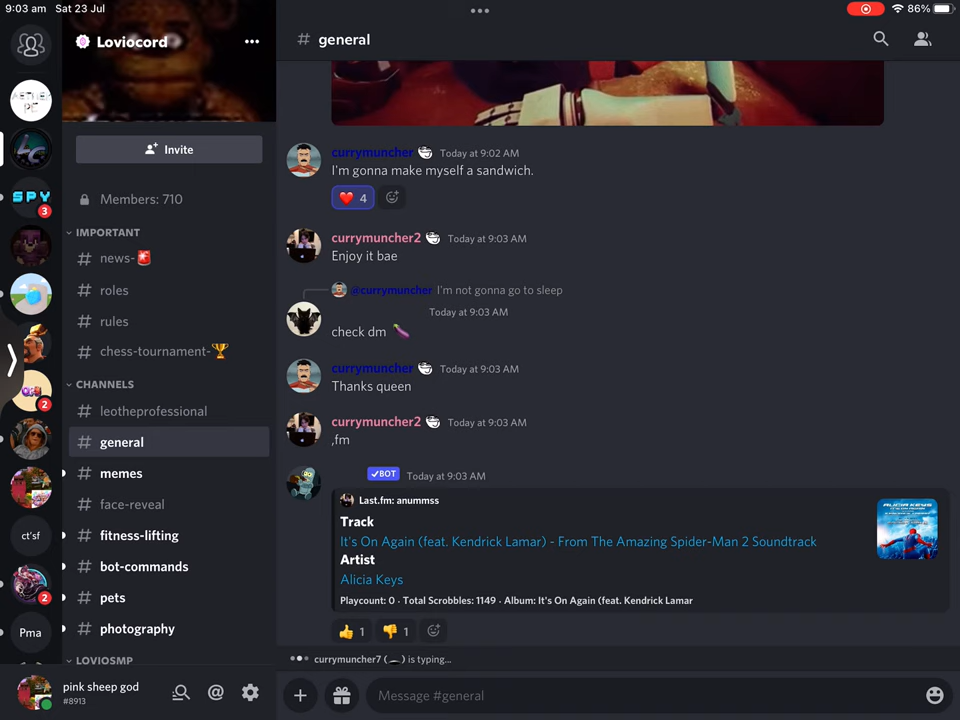 9:03 am Sat 23 Jul
86%
Loviocord
Invite
Members: 710
IMPORTANT
news-🚨
roles
rules
chess-tournament-🏆
CHANNELS
leotheprofessional
general
memes
face-reveal
fitness-lifting
bot-commands
pets
photography
LOVIOSMP
pink sheep god
#8913
SPY
3
LC
2
ct'sf
2
Pma
# general
currymuncher Today at 9:02 AM
I'm gonna make myself a sandwich.
❤️ 4
currymuncher2 Today at 9:03 AM
Enjoy it bae
@currymuncher I'm not gonna go to sleep
Today at 9:03 AM
check dm 🍆
currymuncher Today at 9:03 AM
Thanks queen
currymuncher2 Today at 9:03 AM
,fm
✓BOT Today at 9:03 AM
Last.fm: anummss
Track
It's On Again (feat. Kendrick Lamar) - From The Amazing Spider-Man 2 Soundtrack
Artist
Alicia Keys
Playcount: 0 · Total Scrobbles: 1149 · Album: It's On Again (feat. Kendrick Lamar
ALICIA KEYS
👍 1 👎 1
currymuncher7 ( ) is typing...
Message #general